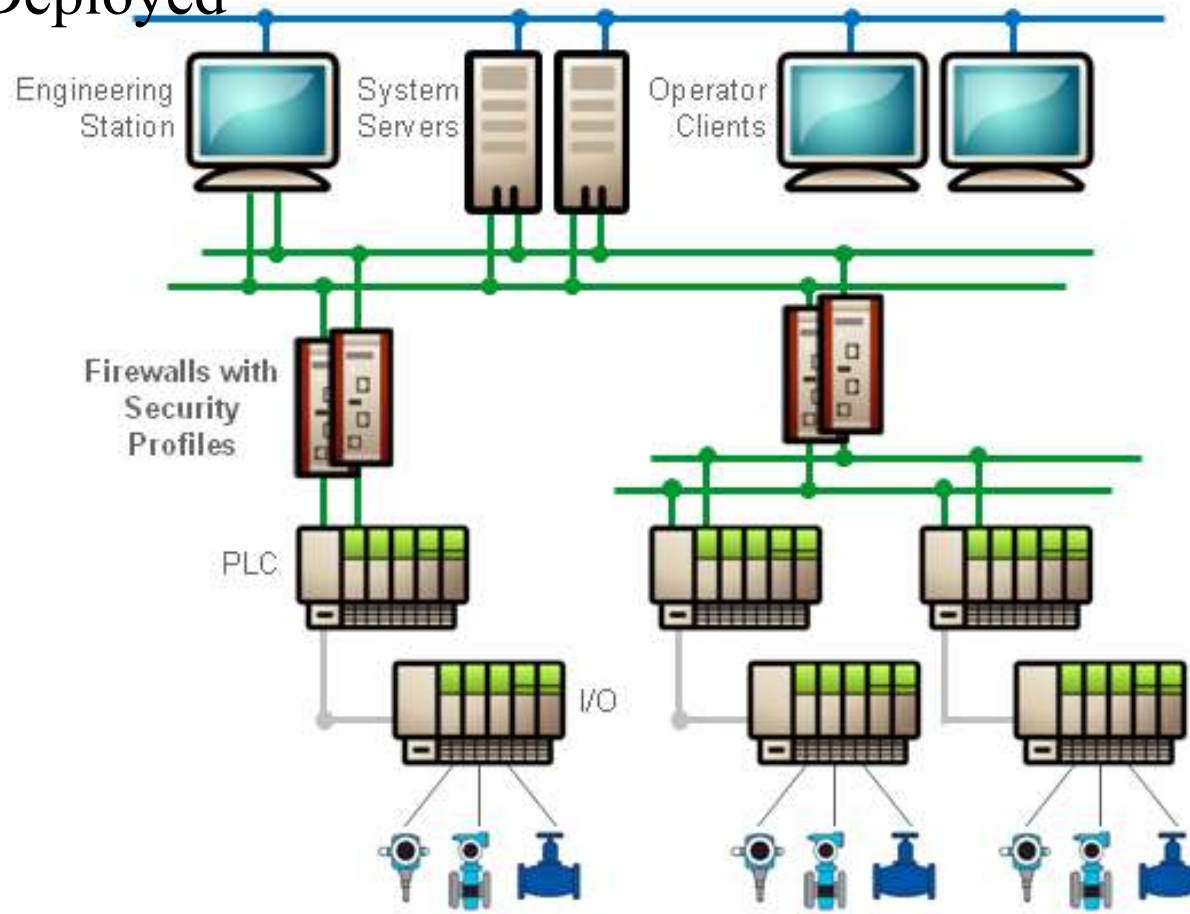 Deployed
Engineering
Station
System
Servers
Operator
Clients
Firewalls with
Security
Profiles
PLC
I/O